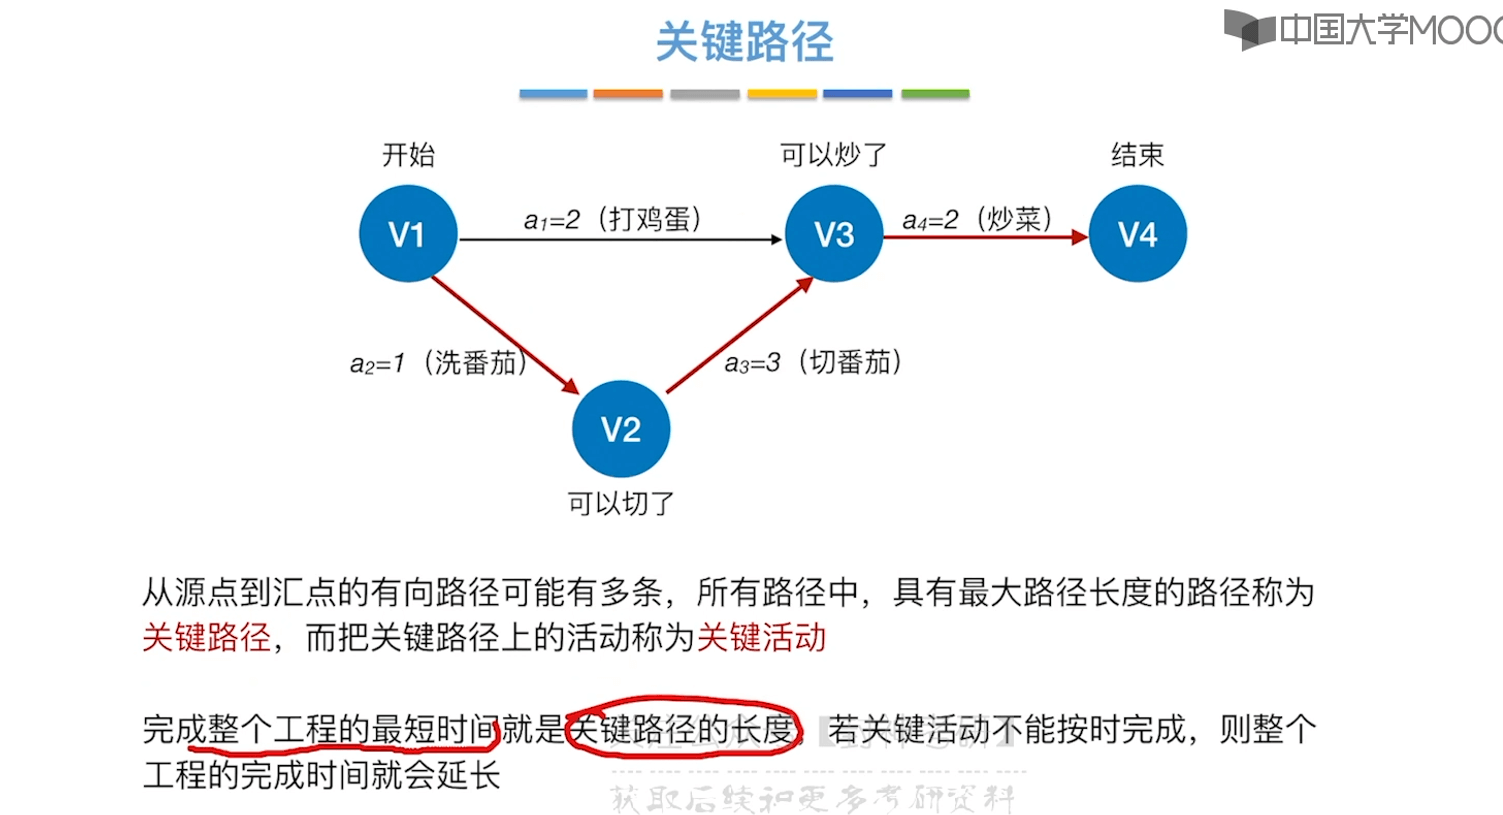 关键路径
中国大学MOOC
开始
可以炒了
结束
V1
a₁=2（打鸡蛋）
V3
a₄=2（炒菜）
V4
a₂=1（洗番茄）
a₃=3（切番茄）
V2
可以切了
从源点到汇点的有向路径可能有多条，所有路径中，具有最大路径长度的路径称为
关键路径，而把关键路径上的活动称为关键活动
完成整个工程的最短时间就是关键路径的长度，若关键活动不能按时完成，则整个
工程的完成时间就会延长
获取后续和更多考研资料